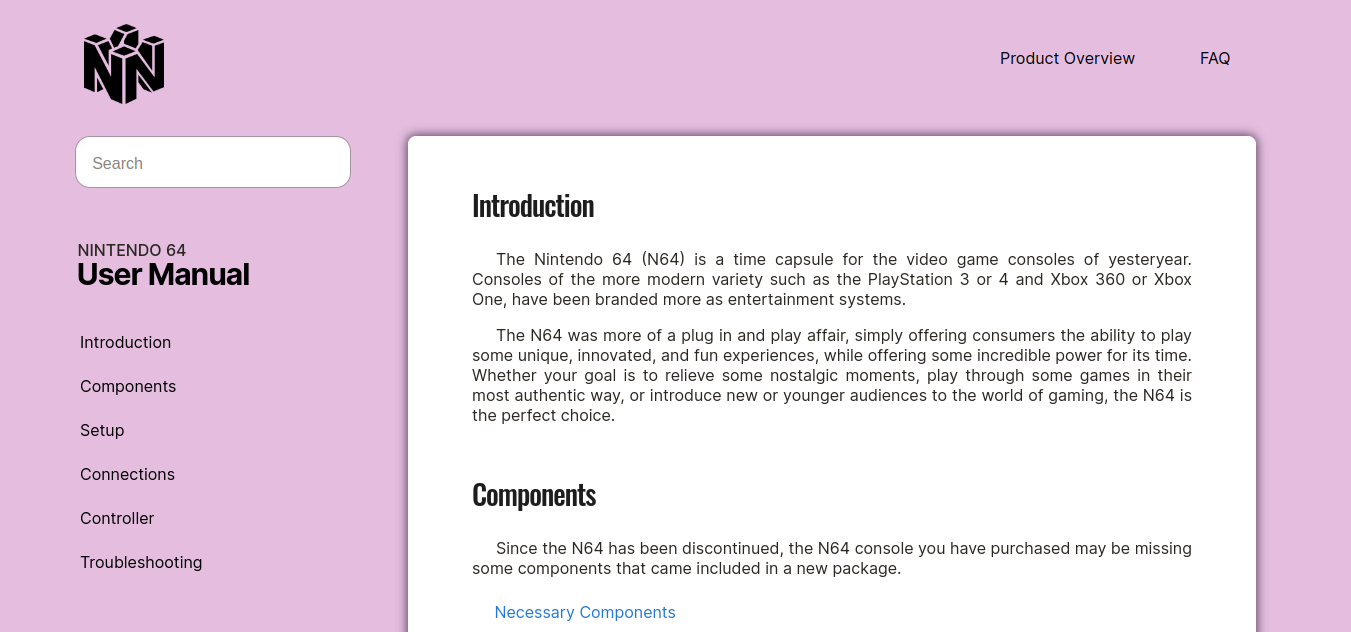 Product Overview
FAQ
Search
NINTENDO 64
User Manual
Introduction
Components
Setup
Connections
Controller
Troubleshooting
Introduction
The Nintendo 64 (N64) is a time capsule for the video game consoles of yesteryear.
Consoles of the more modern variety such as the PlayStation 3 or 4 and Xbox 360 or Xbox
One, have been branded more as entertainment systems.
The N64 was more of a plug in and play affair, simply offering consumers the ability to play
some unique, innovated, and fun experiences, while offering some incredible power for its time.
Whether your goal is to relieve some nostalgic moments, play through some games in their
most authentic way, or introduce new or younger audiences to the world of gaming, the N64 is
the perfect choice.
Components
Since the N64 has been discontinued, the N64 console you have purchased may be missing
some components that came included in a new package.
Necessary Components